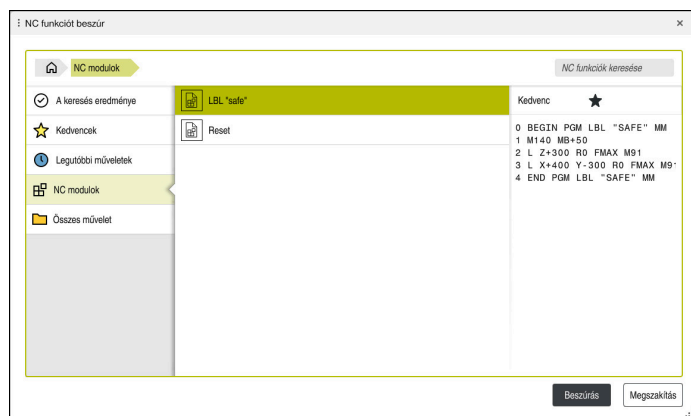 NC funkciót beszúr
NC modulok
NC funkciók keresése
A keresés eredménye
Kedvencek
Legutóbbi műveletek
NC modulok
Összes művelet
LBL "safe"
Reset
Kedvenc
0 BEGIN PGM LBL "SAFE" MM
1 M140 MB+50
2 L Z+300 R0 FMAX M91
3 L X+400 Y-300 R0 FMAX M9
4 END PGM LBL "SAFE" MM
Beszúrás
Megszakítás